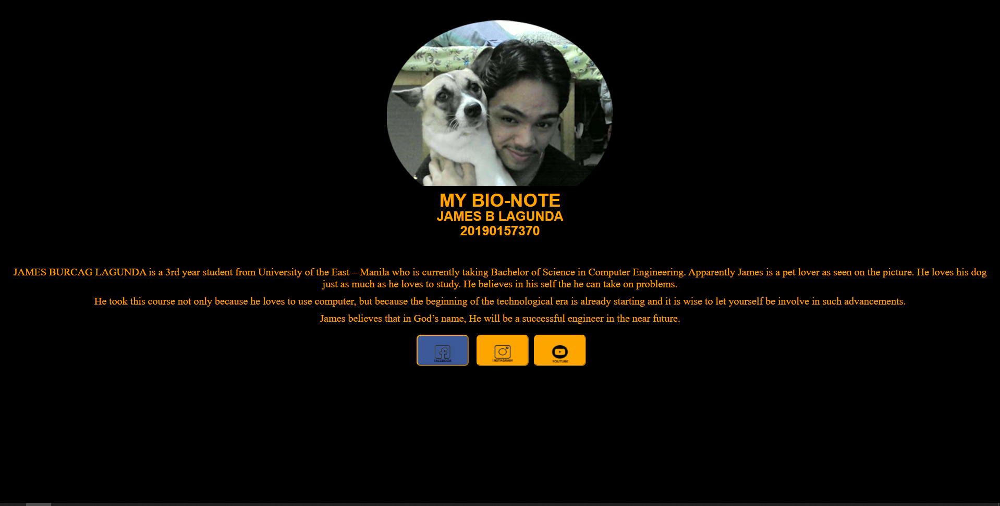 MY BIO-NOTE
JAMES B LAGUNDA
20190157370
JAMES BURCAG LAGUNDA is a 3rd year student from University of the East – Manila who is currently taking Bachelor of Science in Computer Engineering. Apparently James is a pet lover as seen on the picture. He loves his dog
just as much as he loves to study. He believes in his self the he can take on problems.
He took this course not only because he loves to use computer, but because the beginning of the technological era is already starting and it is wise to let yourself be involve in such advancements.
James believes that in God’s name, He will be a successful engineer in the near future.
FACEBOOK INSTAGRAM YOUTUBE